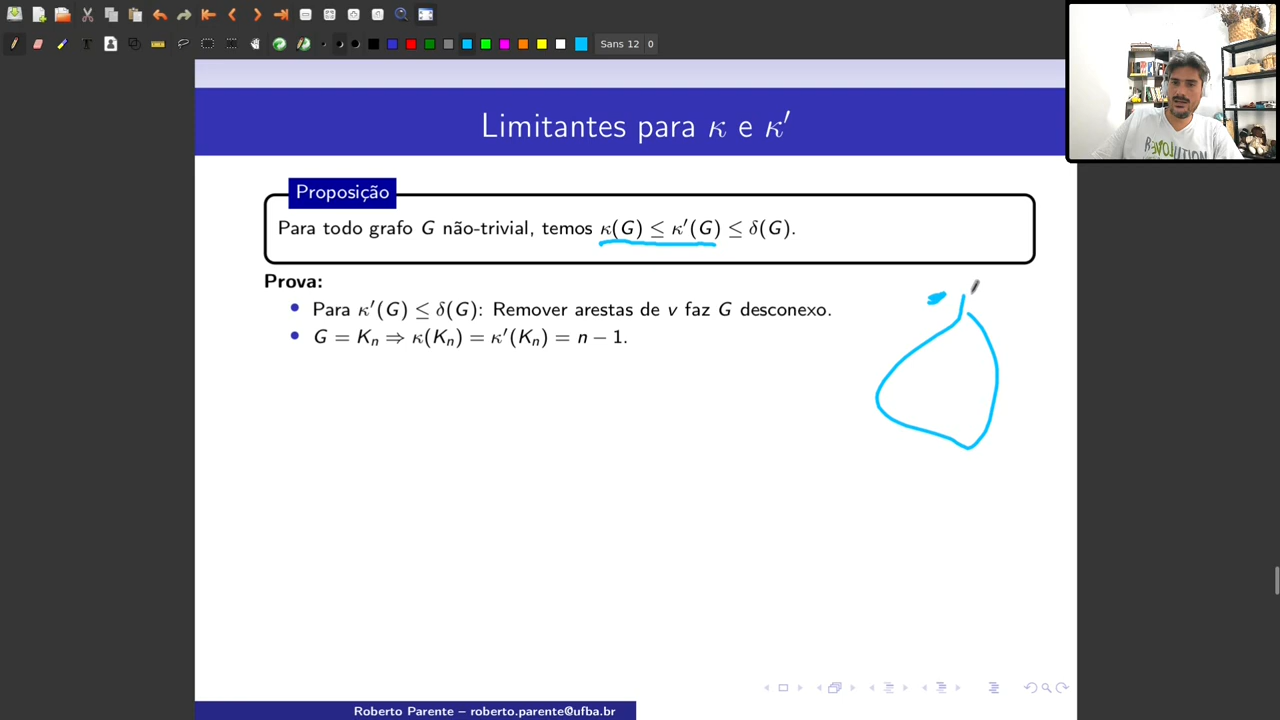 Sans 12 0
Limitantes para κ e κ′
Proposição
Para todo grafo G não-trivial, temos κ(G) ≤ κ′(G) ≤ δ(G).
Prova:
• Para κ′(G) ≤ δ(G): Remover arestas de v faz G desconexo.
• G = Kₙ ⇒ κ(Kₙ) = κ′(Kₙ) = n − 1.
Roberto Parente – roberto.parente@ufba.br